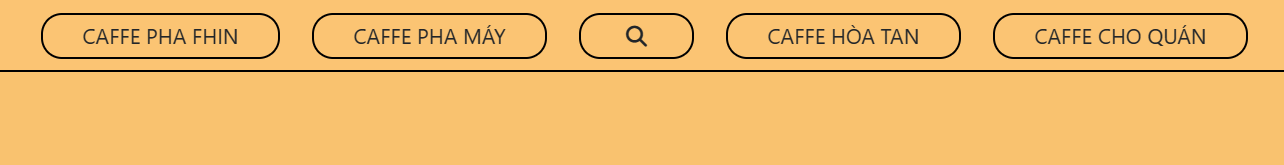 CAFFE PHA FHIN
CAFFE PHA MÁY
CAFFE HÒA TAN
CAFFE CHO QUÁN